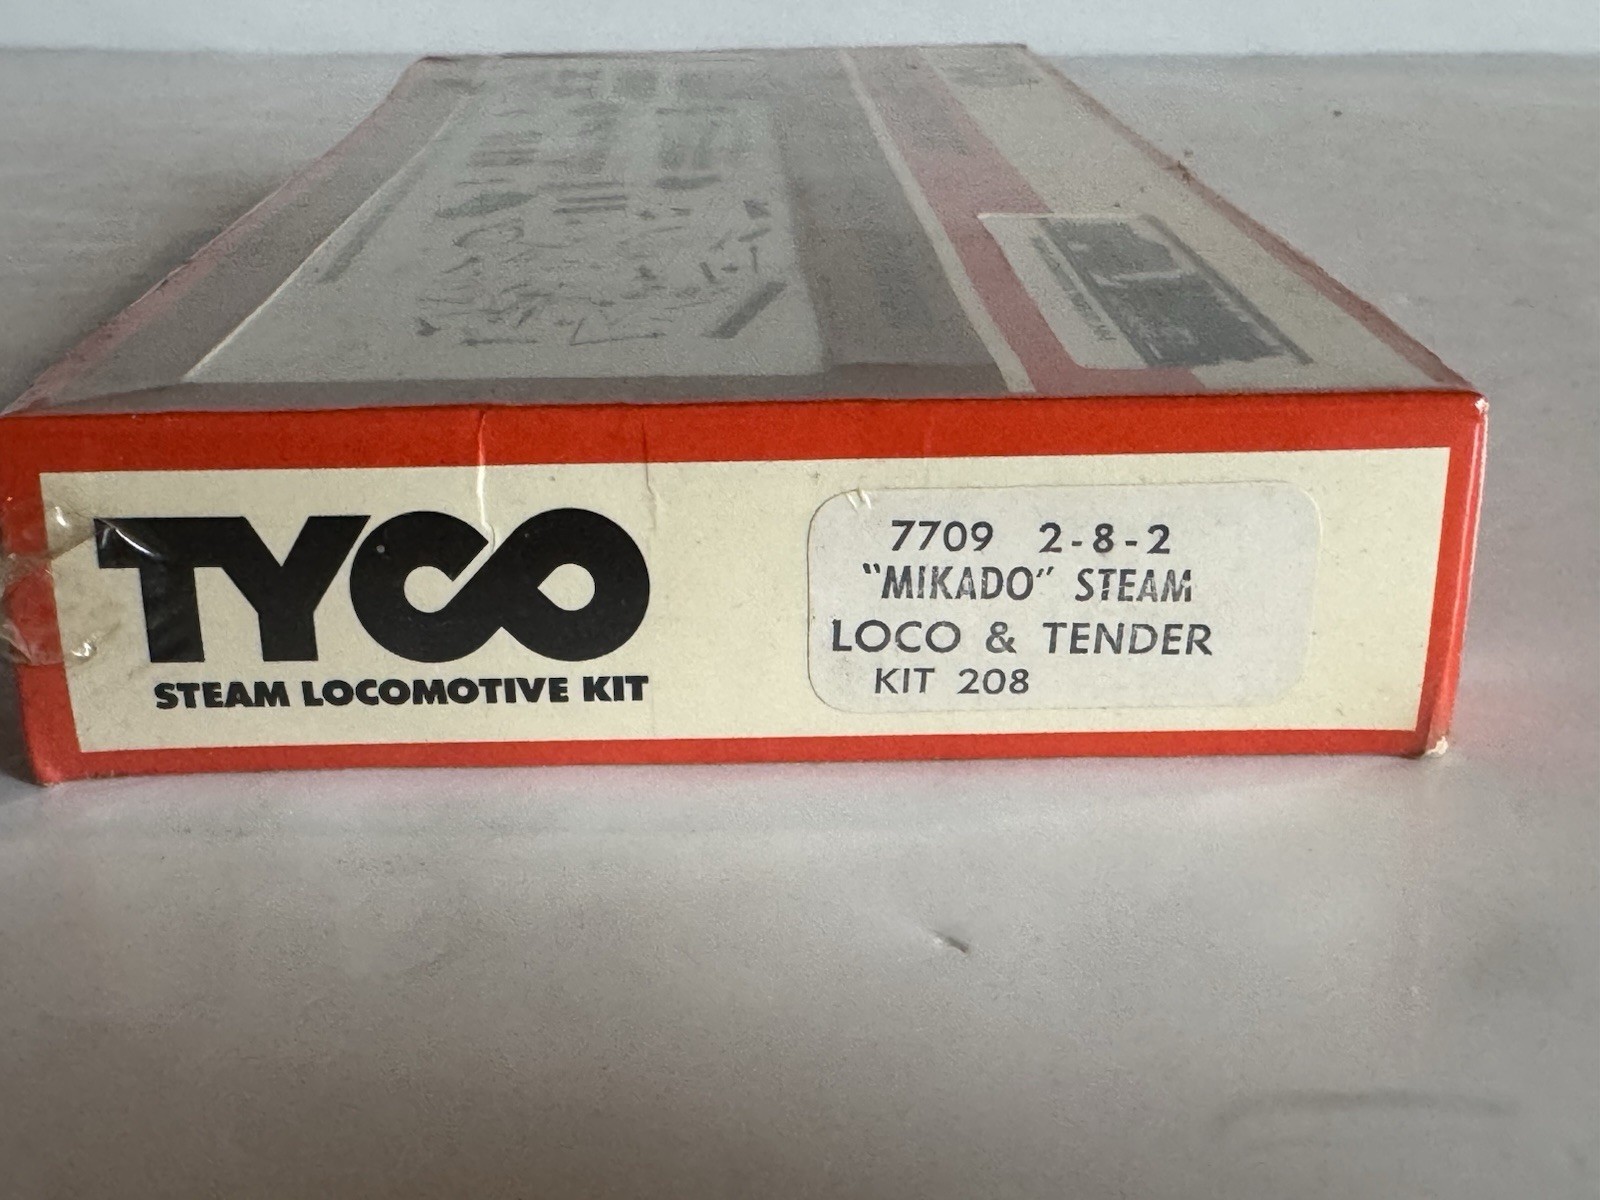 TYCO
STEAM LOCOMOTIVE KIT
7709 2-8-2
"MIKADO" STEAM
LOCO & TENDER
KIT 208